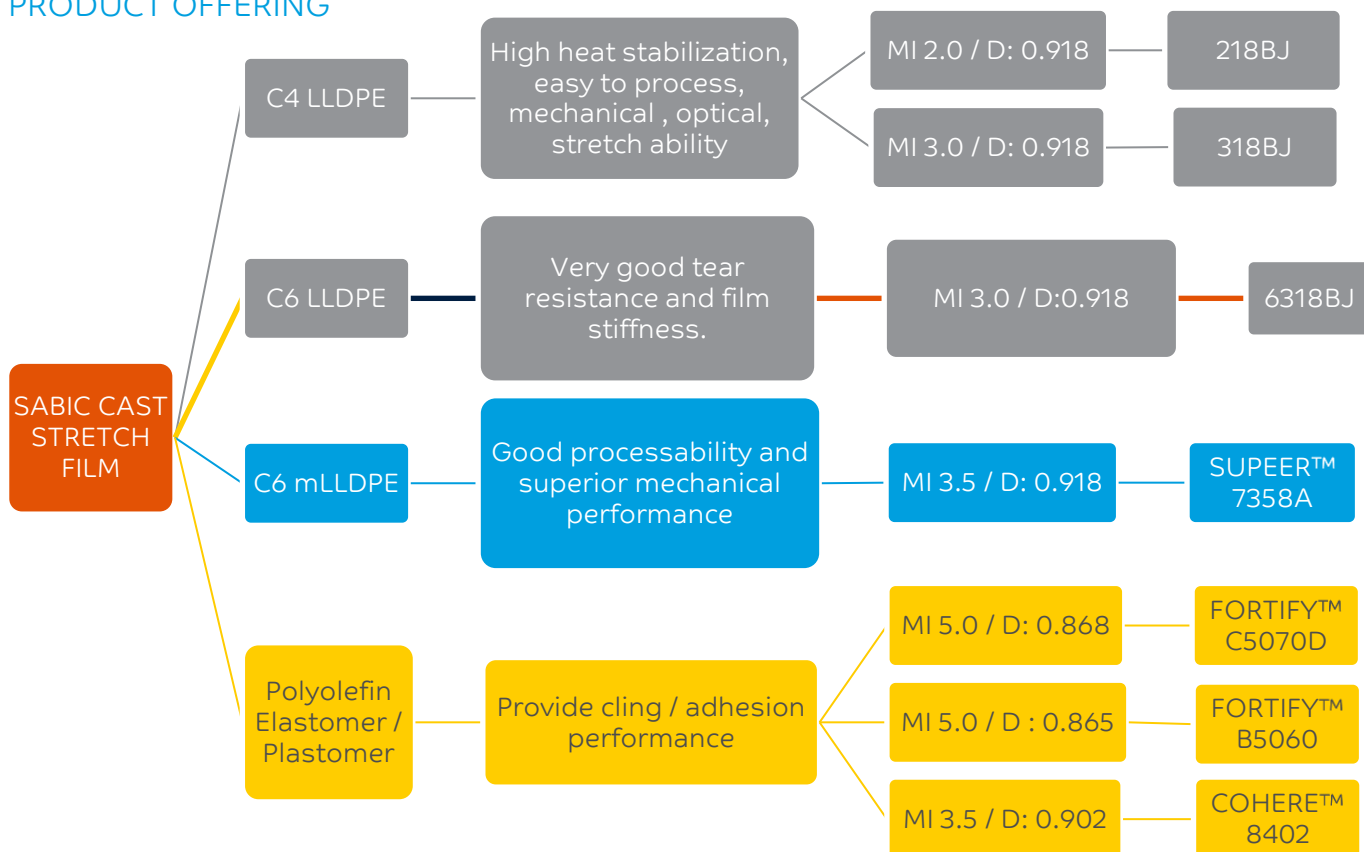 PRODUCT OFFERING
C4 LLDPE
High heat stabilization,
easy to process,
mechanical , optical,
stretch ability
MI 2.0 / D: 0.918
218BJ
MI 3.0 / D: 0.918
318BJ
C6 LLDPE
Very good tear
resistance and film
stiffness.
MI 3.0 / D:0.918
6318BJ
SABIC CAST
STRETCH
FILM
C6 mLLDPE
Good processability and
superior mechanical
performance
MI 3.5 / D: 0.918
SUPEER™
7358A
Polyolefin
Elastomer /
Plastomer
Provide cling / adhesion
performance
MI 5.0 / D: 0.868
FORTIFY™
C5070D
MI 5.0 / D : 0.865
FORTIFY™
B5060
MI 3.5 / D: 0.902
COHERE™
8402